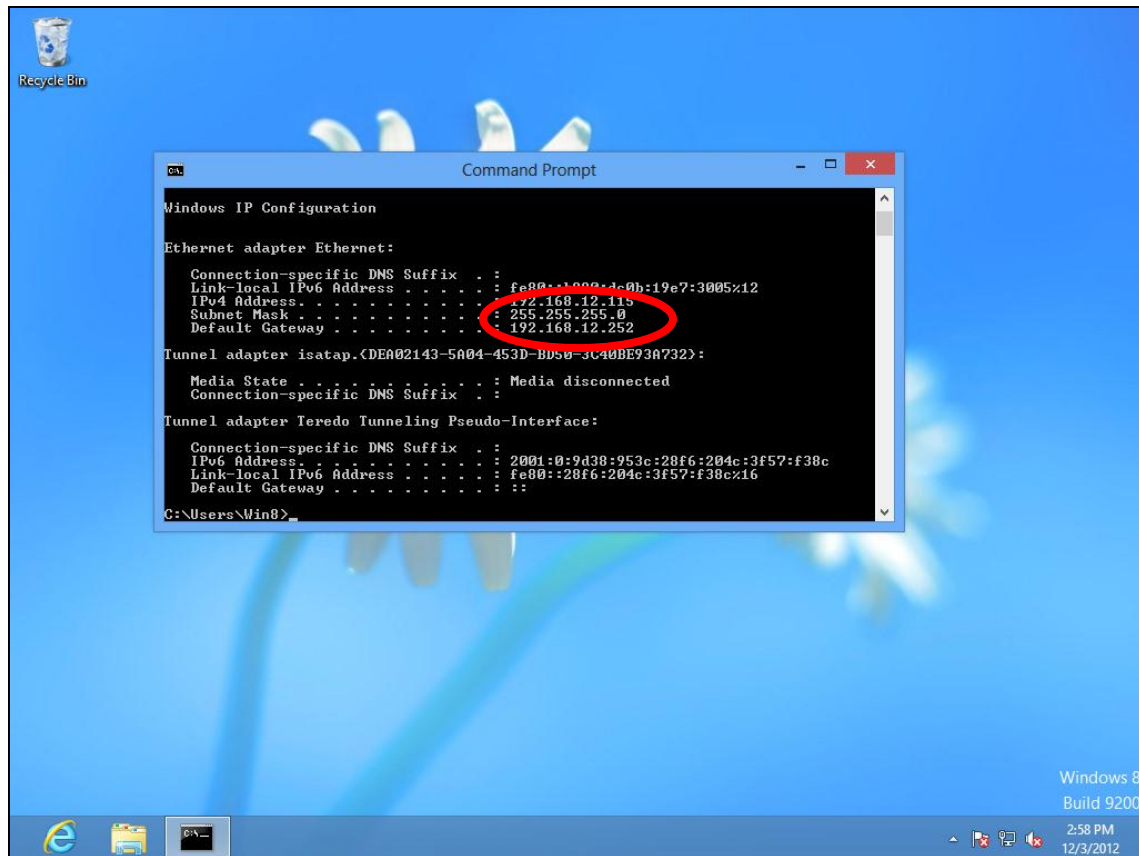 Recycle Bin
Command Prompt
Windows IP Configuration
Ethernet adapter Ethernet:
Connection-specific DNS Suffix . :
Link-local IPv6 Address . . . . . : 19e7:3005%12
IPv4 Address. . . . . . . . . . . : 192.168.12.115
Subnet Mask . . . . . . . . . . . : 255.255.255.0
Default Gateway . . . . . . . . . : 192.168.12.252
Tunnel adapter isatap.{DEA02143-5A04-453D-BD50-3C40BE93A732}:
Media State . . . . . . . . . . . : Media disconnected
Connection-specific DNS Suffix . :
Tunnel adapter Teredo Tunneling Pseudo-Interface:
Connection-specific DNS Suffix . :
IPv6 Address. . . . . . . . . . . : 2001:0:9d38:953c:28f6:204c:3f57:f38c
Link-local IPv6 Address . . . . . : fe80::28f6:204c:3f57:f38c%16
Default Gateway . . . . . . . . . : ::
C:\Users\Win8>_
Windows 8
Build 9200
2:58 PM
12/3/2012